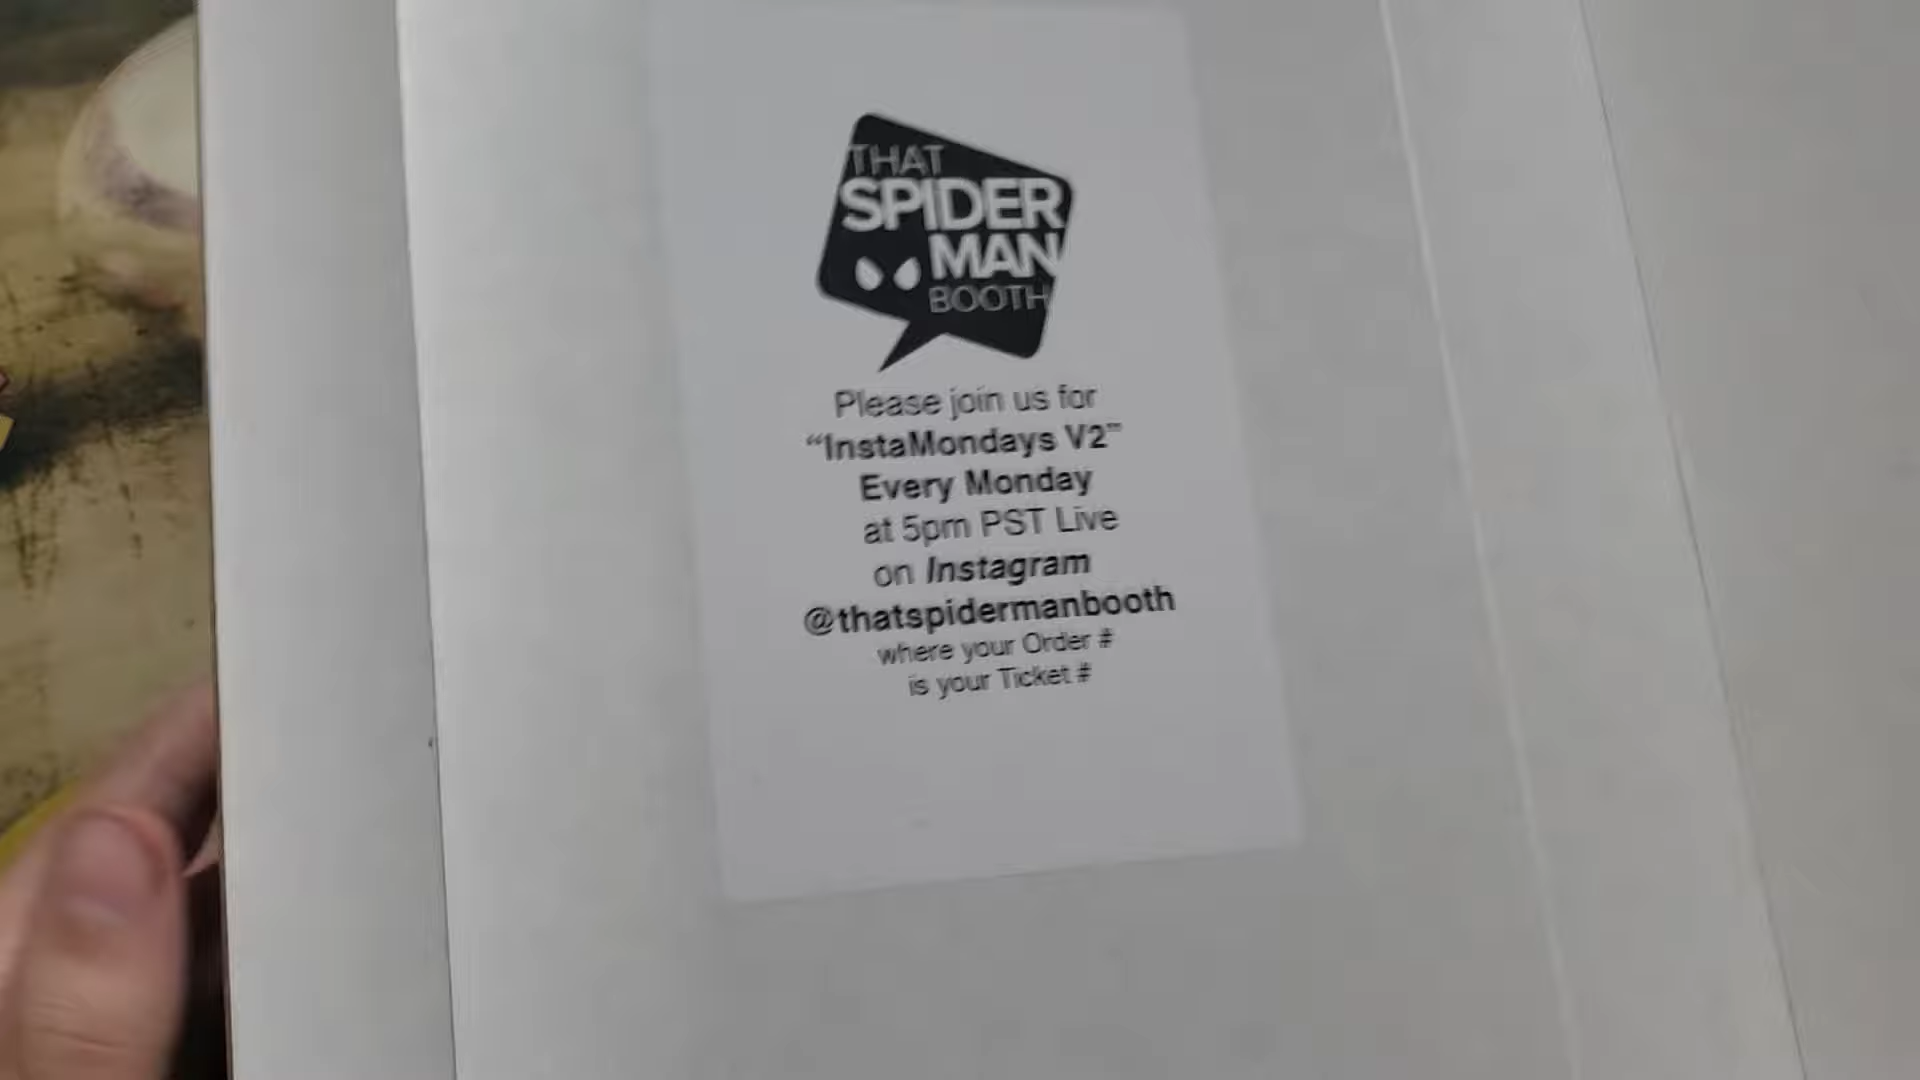 THAT
SPIDER
MAN
BOOTH
Please join us for
“InstaMondays V2”
Every Monday
at 5pm PST Live
on Instagram
@thatspidermanbooth
where your Order #
is your Ticket #